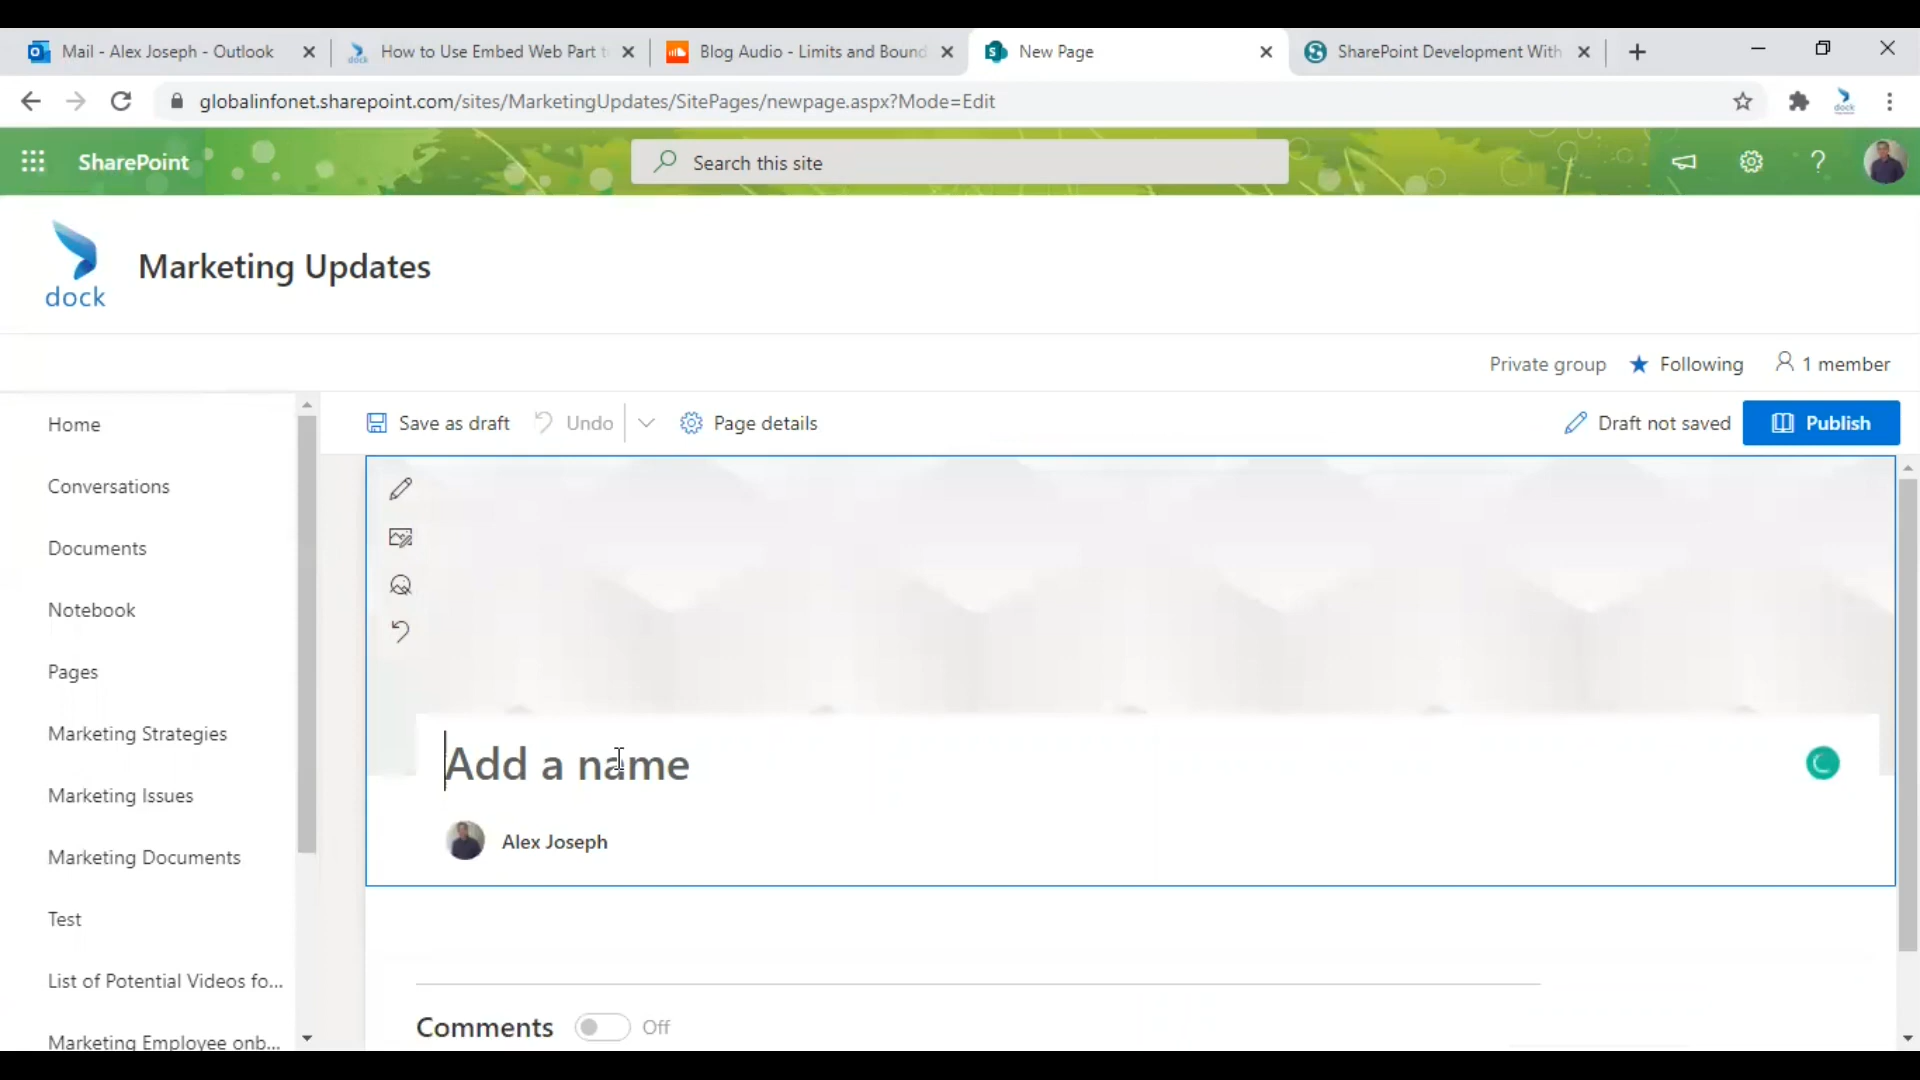 Mail - Alex Joseph - Outlook
How to Use Embed Web Part t
Blog Audio - Limits and Bound
New Page
SharePoint Development With
globalinfonet.sharepoint.com/sites/MarketingUpdates/SitePages/newpage.aspx?Mode=Edit
dock
SharePoint
Search this site
dock
Marketing Updates
Private group
Following
1 member
Home
Conversations
Documents
Notebook
Pages
Marketing Strategies
Marketing Issues
Marketing Documents
Test
List of Potential Videos fo...
Marketing Employee onb...
Save as draft
Undo
Page details
Draft not saved
Publish
Add a name
Alex Joseph
Comments
Off